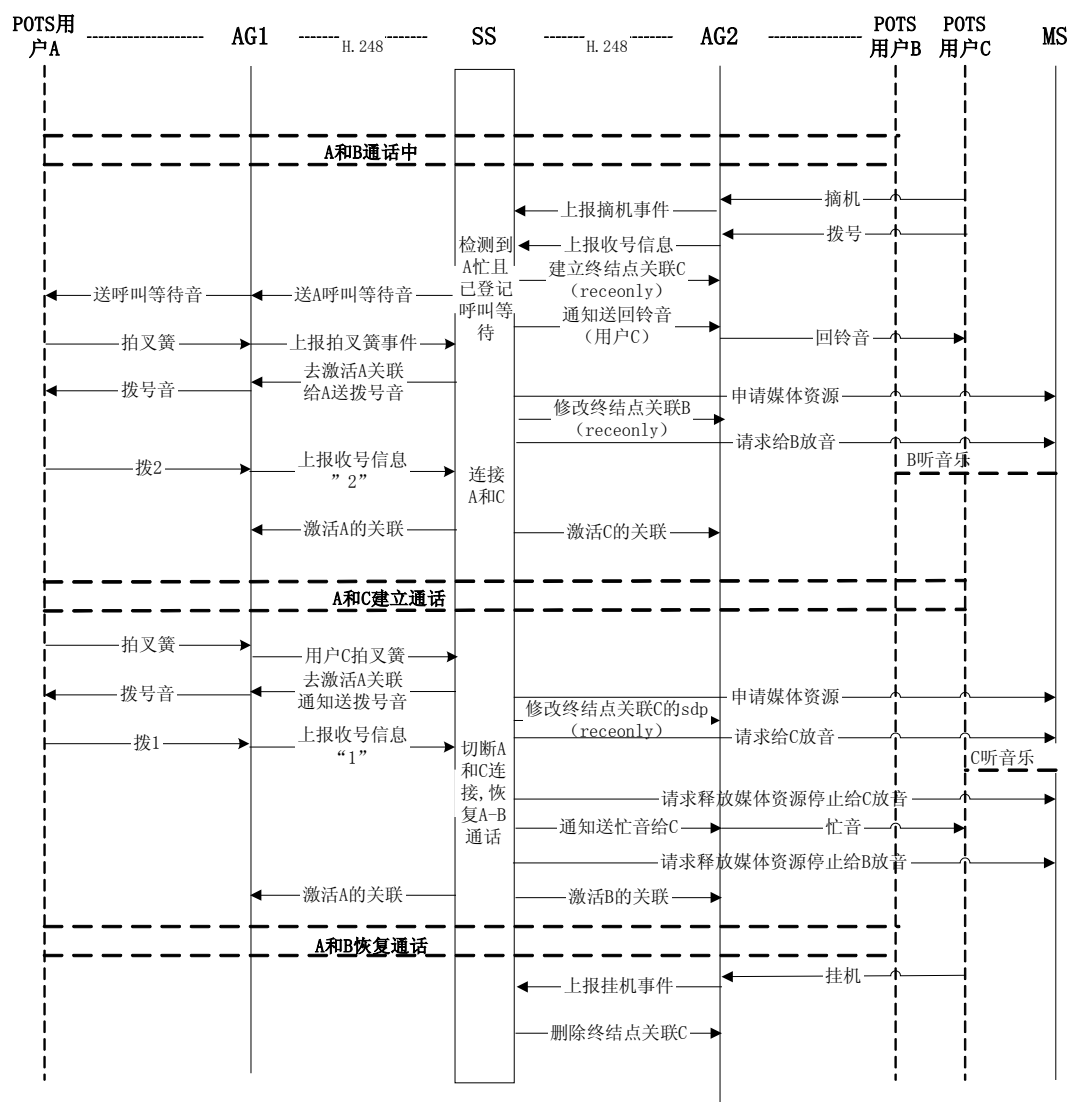 POTS用
户A
AG1
H.248
SS
H.248
AG2
POTS
用户B
POTS
用户C
MS
A和B通话中
摘机
上报摘机事件
拨号
上报收号信息
检测到
A忙且
已登记
呼叫等
待
建立终结点关联C
（receonly）
送A呼叫等待音
送呼叫等待音
通知送回铃音
（用户C）
回铃音
拍叉簧
上报拍叉簧事件
去激活A关联
给A送拨号音
拨号音
申请媒体资源
修改终结点关联B
（receonly）
请求给B放音
B听音乐
拨2
上报收号信息
”2”
连接
A和C
激活A的关联
激活C的关联
A和C建立通话
拍叉簧
用户C拍叉簧
去激活A关联
通知送拨号音
拨号音
申请媒体资源
修改终结点关联C的sdp
（receonly）
请求给C放音
拨1
上报收号信息
“1”
切断A
和C连
接,恢
复A-B
通话
C听音乐
请求释放媒体资源停止给C放音
通知送忙音给C
忙音
请求释放媒体资源停止给B放音
激活A的关联
激活B的关联
A和B恢复通话
挂机
上报挂机事件
删除终结点关联C